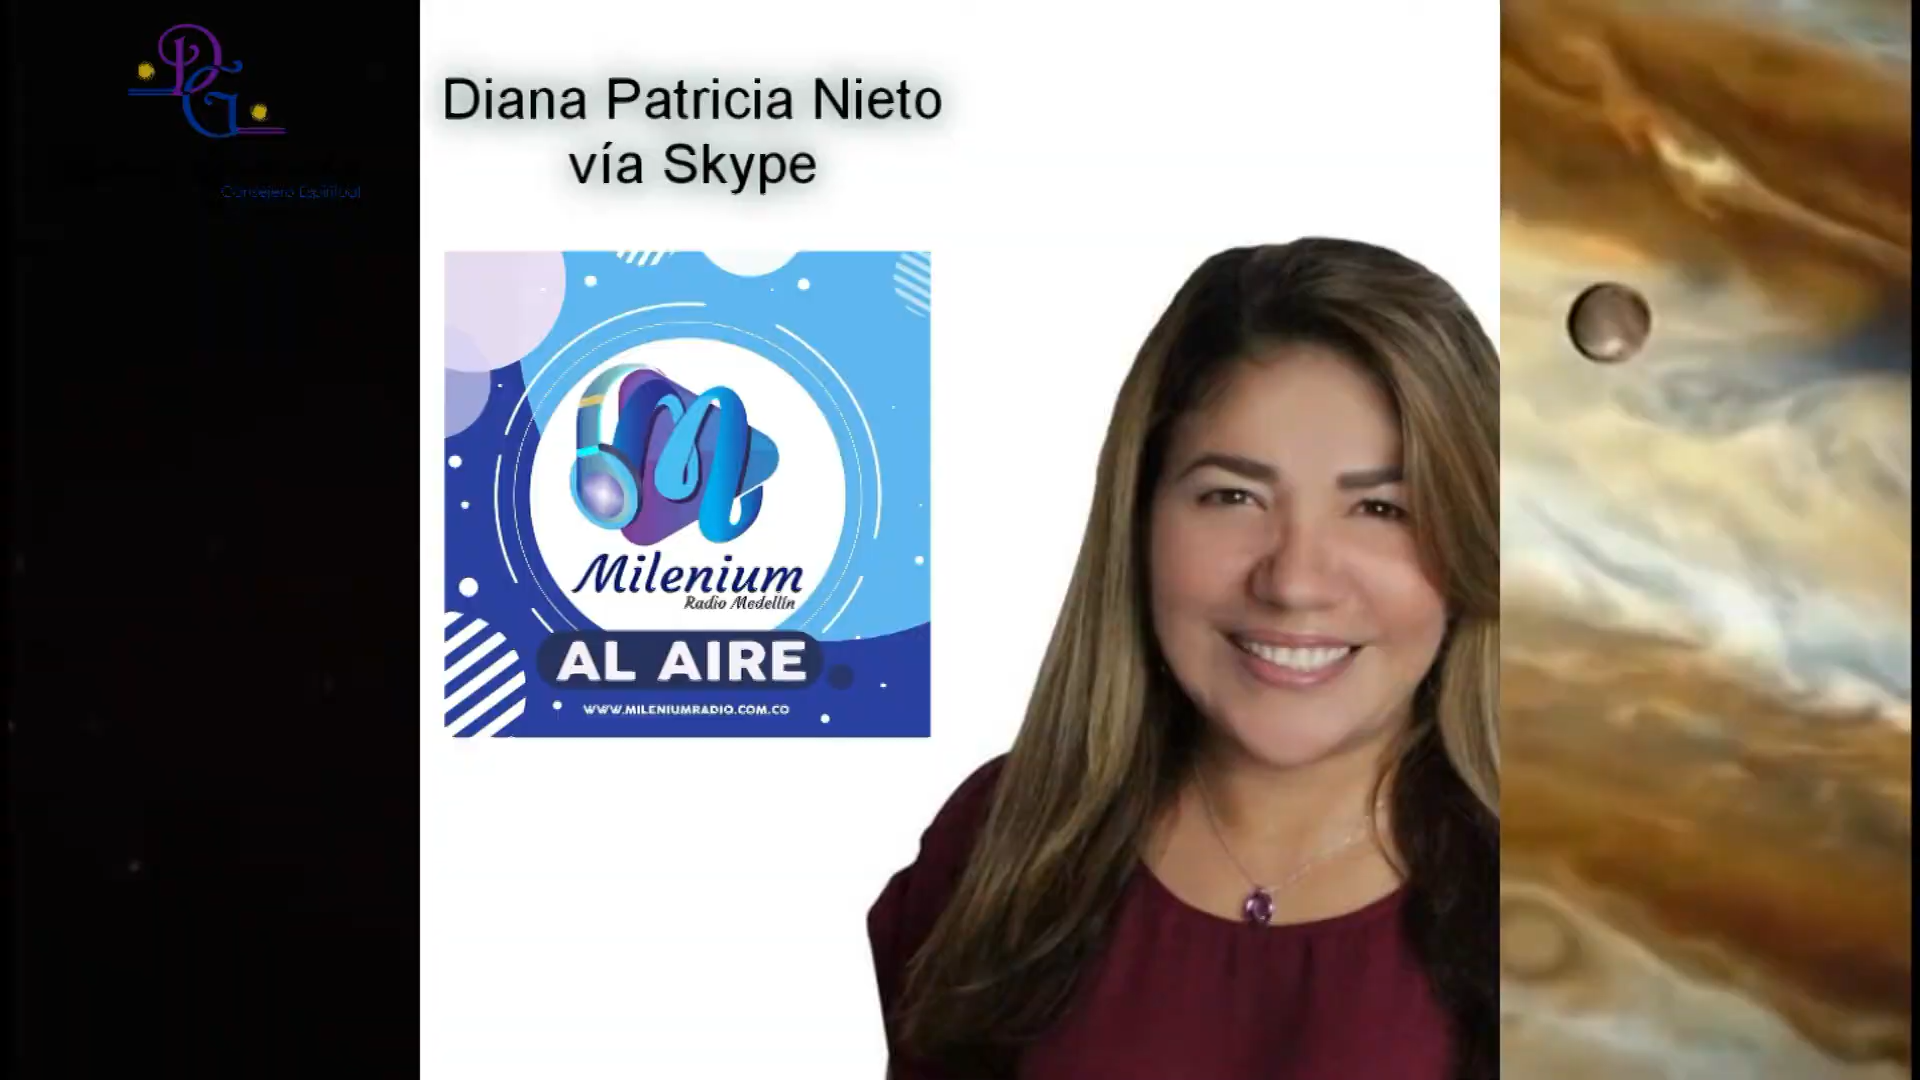 Consejero Espiritual
Diana Patricia Nieto
vía Skype
Milenium
Radio Medellín
AL AIRE
WWW.MILENIUMRADIO.COM.CO